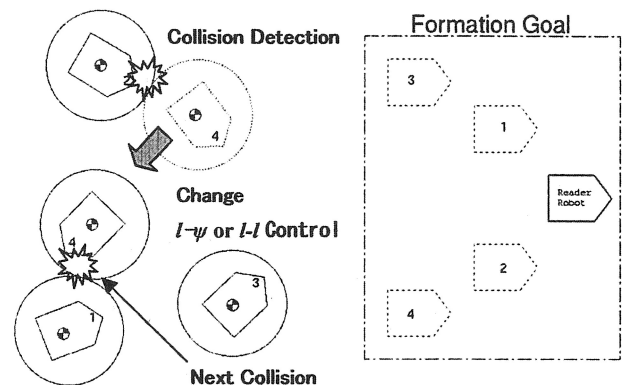 Collision Detection
4
Change
l-ψ or l-l Control
4
3
1
Next Collision
Formation Goal
3
1
Reader
Robot
2
4